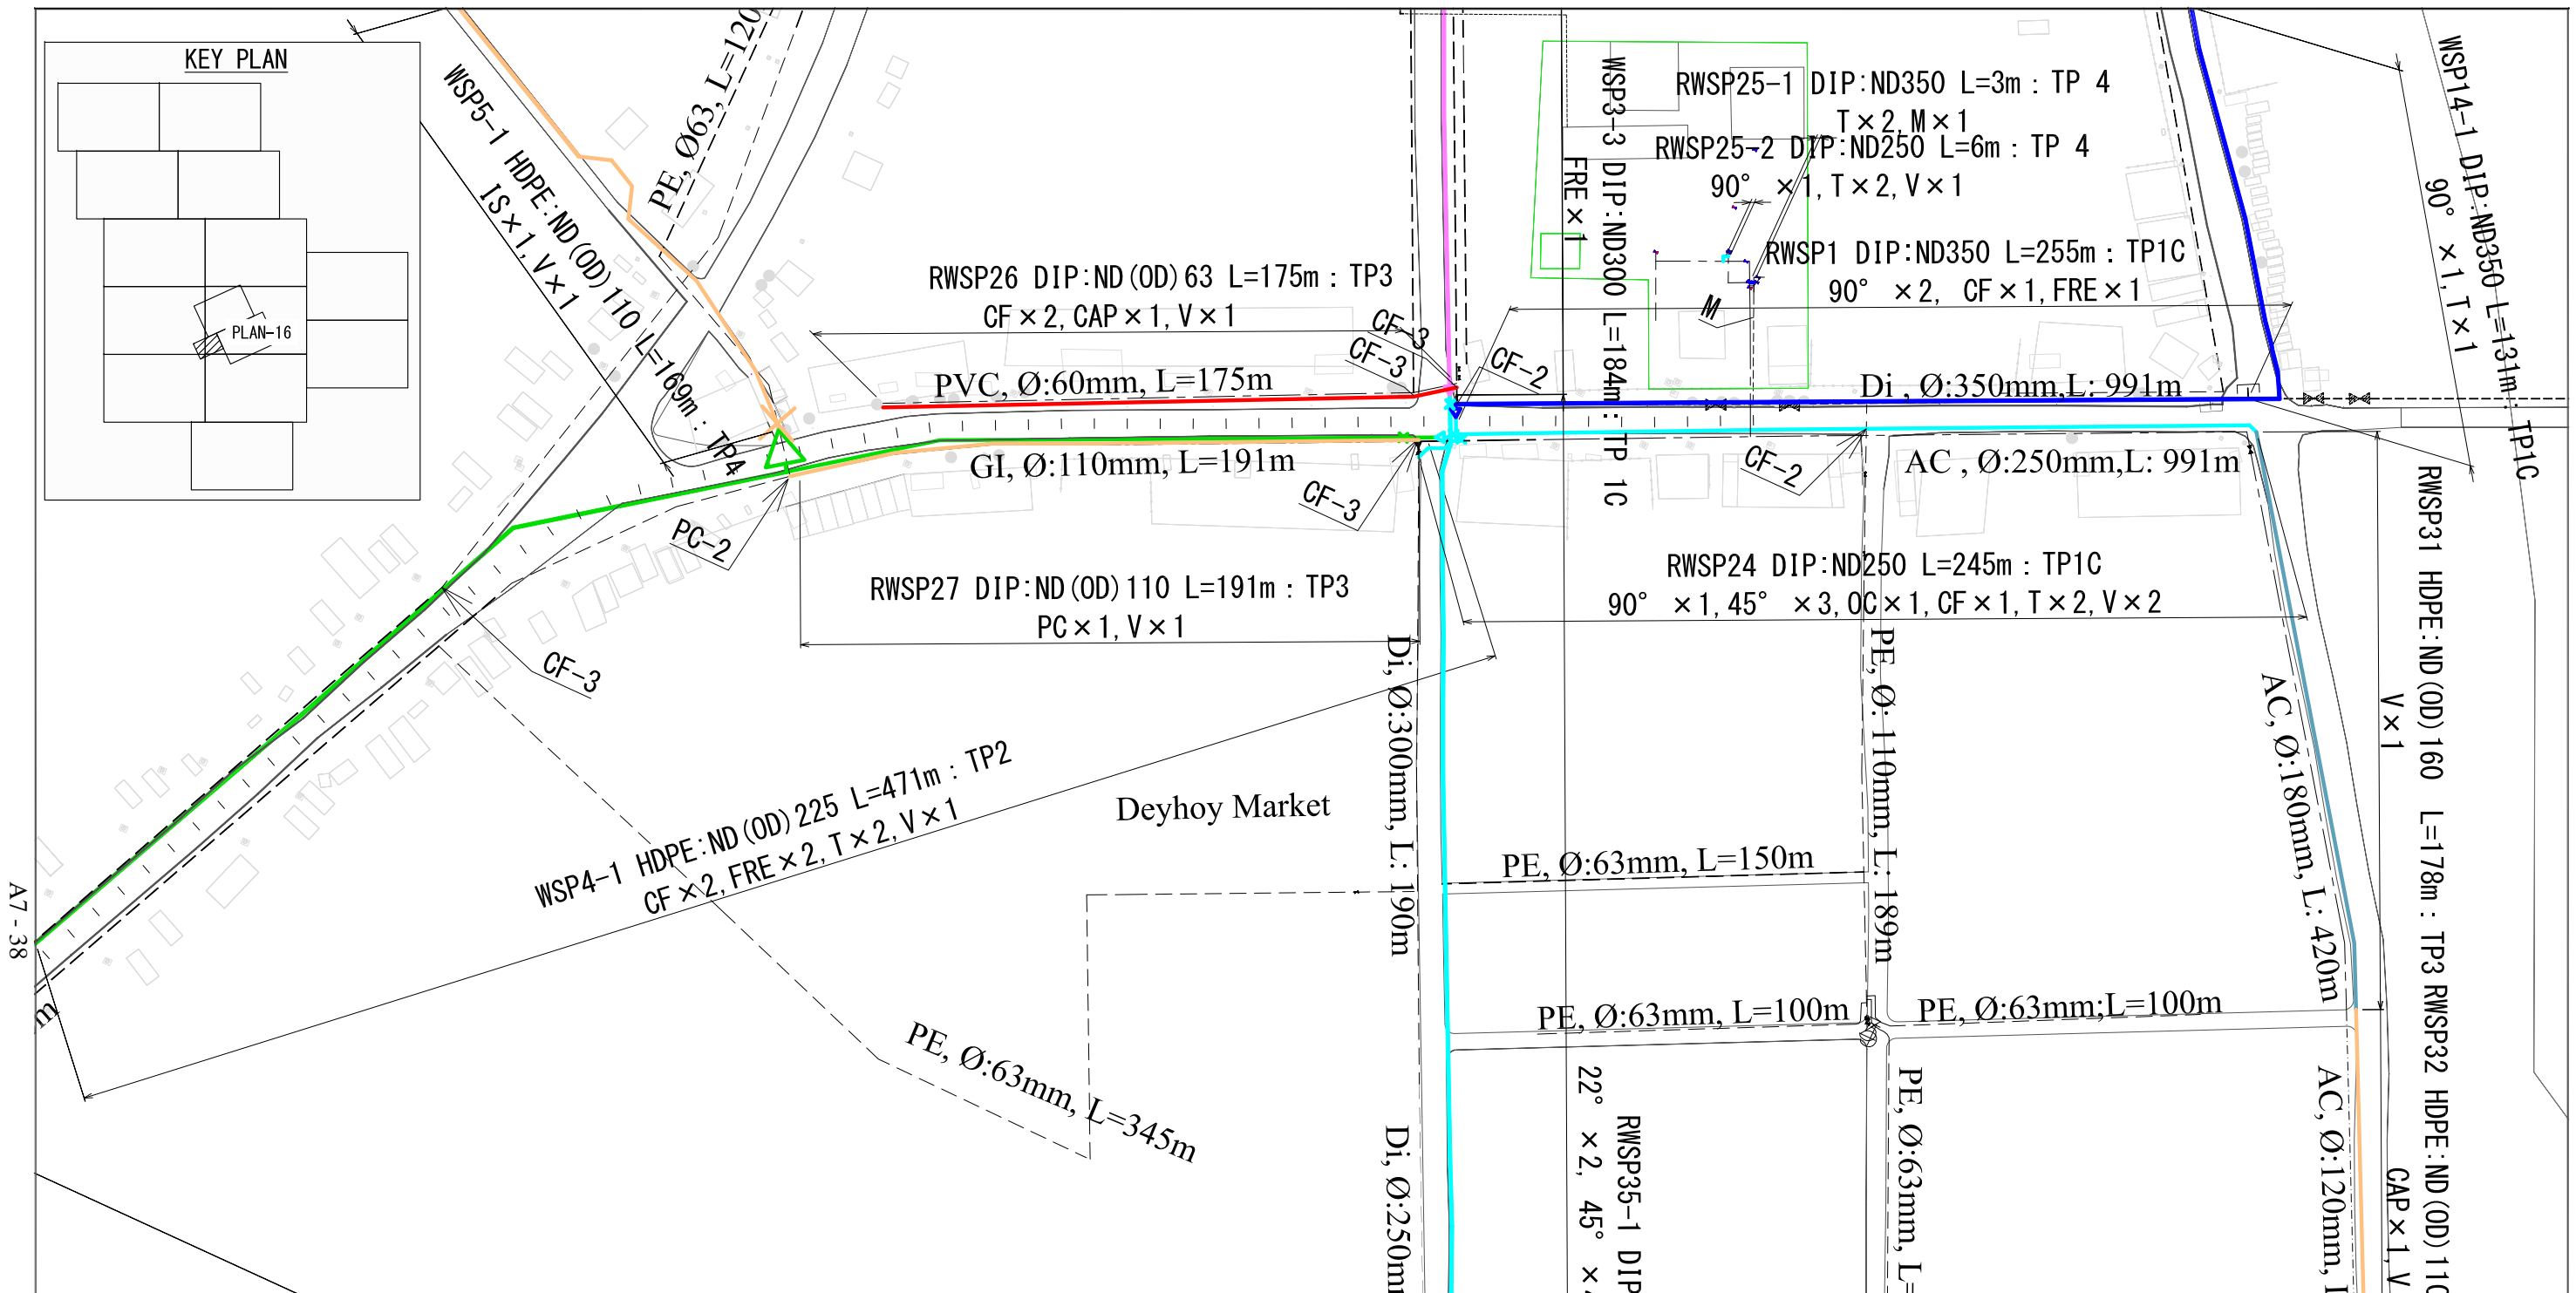 KEY PLAN
PLAN-16
WSP5-1 HDPE:ND(OD)110 L=169m : TP4
IS×1,V×1
PE, Ø63, L=120
WSP3-3 DIP:ND300 L=184m : TP 1C
FRE×1
RWSP25-1 DIP:ND350 L=3m : TP 4
T×2,M×1
RWSP25-2 DIP:ND250 L=6m : TP 4
90° ×1,T×2,V×1
RWSP1 DIP:ND350 L=255m : TP1C
90° ×2, CF×1,FRE×1
M
WSP14-1 DIP:ND350 L=131m : TP1C
90° ×1,T×1
RWSP26 DIP:ND(OD)63 L=175m : TP3
CF×2,CAP×1,V×1
CF-3
CF-3
CF-2
PVC, Ø:60mm, L=175m
Di , Ø:350mm,L: 991m
GI, Ø:110mm, L=191m
CF-3
CF-2
AC , Ø:250mm,L: 991m
PC-2
RWSP27 DIP:ND(OD)110 L=191m : TP3
PC×1,V×1
RWSP24 DIP:ND250 L=245m : TP1C
90° ×1,45° ×3,OC×1,CF×1,T×2,V×2
CF-3
RWSP31 HDPE:ND(OD)160 L=178m : TP3
V×1
RWSP32 HDPE:ND(OD)110
CAP×1,V
Di, Ø:300mm, L: 190m
PE, Ø: 110mm, L: 189m
AC, Ø:180mm, L: 420m
WSP4-1 HDPE:ND(OD)225 L=471m : TP2
CF×2,FRE×2,T×2,V×1
Deyhoy Market
PE, Ø:63mm, L=150m
A7 - 38
m
PE, Ø:63mm, L=345m
PE, Ø:63mm, L=100m
PE, Ø:63mm;L=100m
Di, Ø:250mm
22° ×2, 45° ×
RWSP35-1 DIP
PE, Ø:63mm, L=
AC, Ø:120mm,